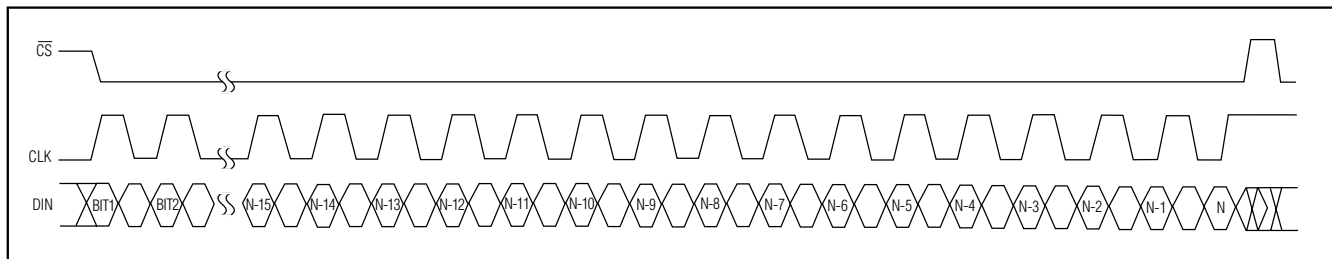 C̅S̅
CLK
DIN BIT1 BIT2 N-15 N-14 N-13 N-12 N-11 N-10 N-9 N-8 N-7 N-6 N-5 N-4 N-3 N-2 N-1 N